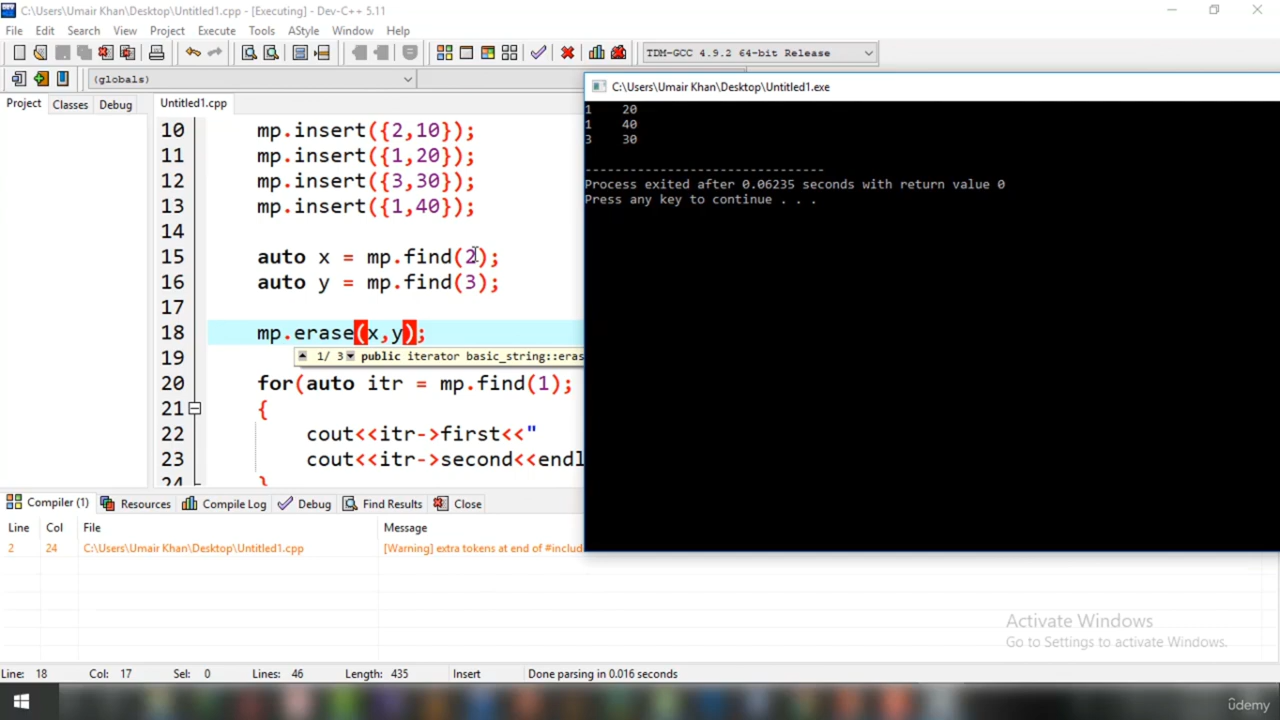 C:\Users\Umair Khan\Desktop\Untitled1.cpp - [Executing] - Dev-C++ 5.11
File Edit Search View Project Execute Tools AStyle Window Help
TDM-GCC 4.9.2 64-bit Release
(globals)
Project Classes Debug Untitled1.cpp
C:\Users\Umair Khan\Desktop\Untitled1.exe
1 20
1 40
3 30
--------------------------------
Process exited after 0.06235 seconds with return value 0
Press any key to continue . . .
10 mp.insert({2,10});
11 mp.insert({1,20});
12 mp.insert({3,30});
13 mp.insert({1,40});
14
15 auto x = mp.find(2);
16 auto y = mp.find(3);
17
18 mp.erase(x,y);
19 1/ 3 public iterator basic_string::eras
20 for(auto itr = mp.find(1);
21 {
22 cout<<itr->first<<"
23 cout<<itr->second<<endl
24 }
Compiler (1) Resources Compile Log Debug Find Results Close
Line Col File Message
2 24 C:\Users\Umair Khan\Desktop\Untitled1.cpp [Warning] extra tokens at end of #includ
Activate Windows
Go to Settings to activate Windows.
Line: 18 Col: 17 Sel: 0 Lines: 46 Length: 435 Insert Done parsing in 0.016 seconds
ûdemy